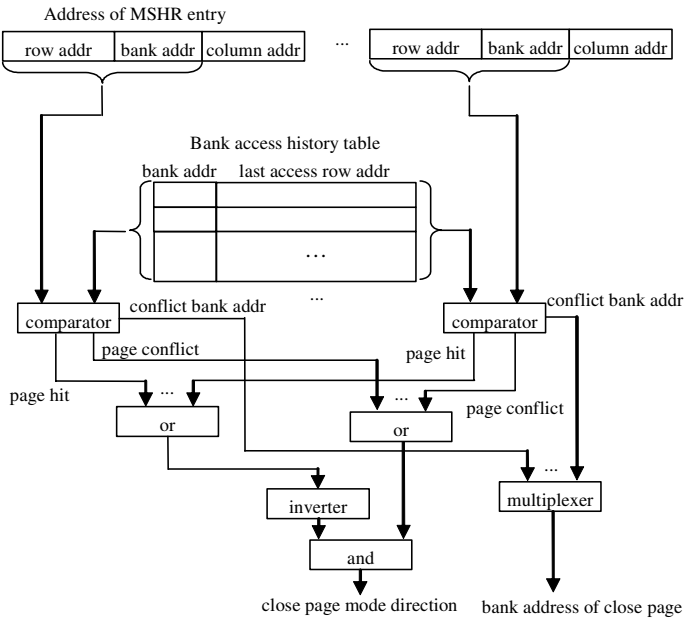 Address of MSHR entry
row addr bank addr column addr ... row addr bank addr column addr
Bank access history table
bank addr last access row addr
...
...
conflict bank addr conflict bank addr
comparator comparator
page conflict page hit
page hit ... ... page conflict
or or
...
inverter multiplexer
and
close page mode direction bank address of close page